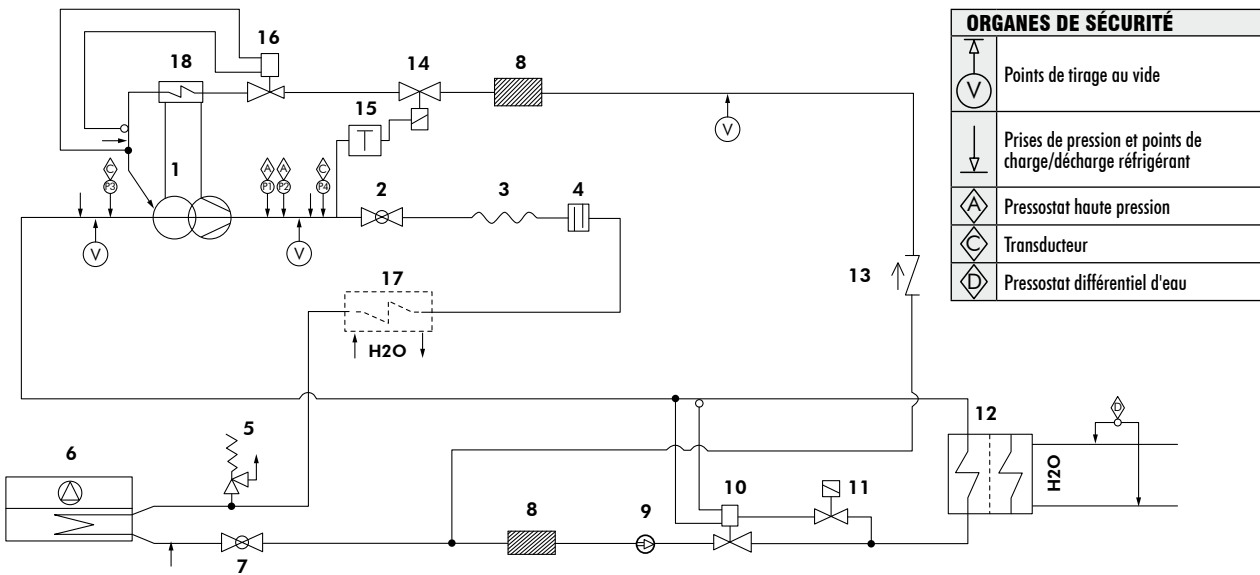 ORGANES DE SÉCURITÉ
V
Points de tirage au vide
Prises de pression et points de
charge/décharge réfrigérant
A
Pressostat haute pression
C
Transducteur
D
Pressostat différentiel d'eau
16
18
14
8
15
T
V
1
C
P3
A
P1
A
P2
C
P4
2
3
4
V
V
13
17
H2O
5
6
12
D
H2O
10
11
8
9
7